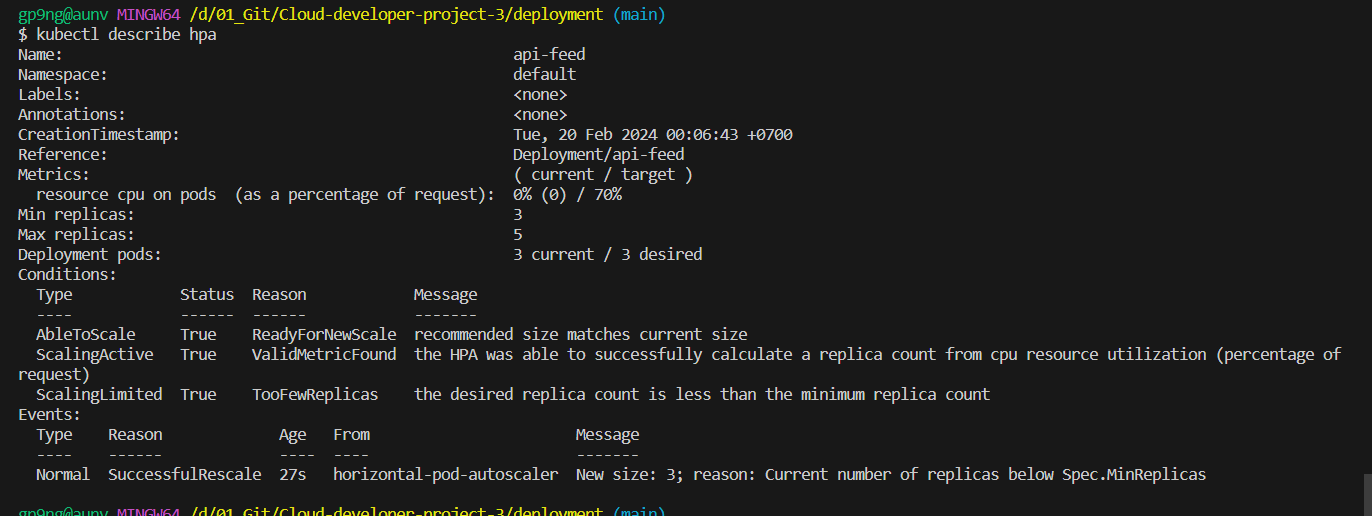 gp9ng@aunv MINGW64 /d/01_Git/Cloud-developer-project-3/deployment (main)
$ kubectl describe hpa
Name:                                                  api-feed
Namespace:                                             default
Labels:                                                <none>
Annotations:                                           <none>
CreationTimestamp:                                     Tue, 20 Feb 2024 00:06:43 +0700
Reference:                                             Deployment/api-feed
Metrics:                                               ( current / target )
  resource cpu on pods  (as a percentage of request):  0% (0) / 70%
Min replicas:                                          3
Max replicas:                                          5
Deployment pods:                                       3 current / 3 desired
Conditions:
  Type            Status  Reason            Message
  ----            ------  ------            -------
  AbleToScale     True    ReadyForNewScale  recommended size matches current size
  ScalingActive   True    ValidMetricFound  the HPA was able to successfully calculate a replica count from cpu resource utilization (percentage of
request)
  ScalingLimited  True    TooFewReplicas    the desired replica count is less than the minimum replica count
Events:
  Type    Reason             Age   From                       Message
  ----    ------             ----  ----                       -------
  Normal  SuccessfulRescale  27s   horizontal-pod-autoscaler  New size: 3; reason: Current number of replicas below Spec.MinReplicas
gp9ng@aunv MINGW64 /d/01_Git/Cloud-developer-project-3/deployment (main)